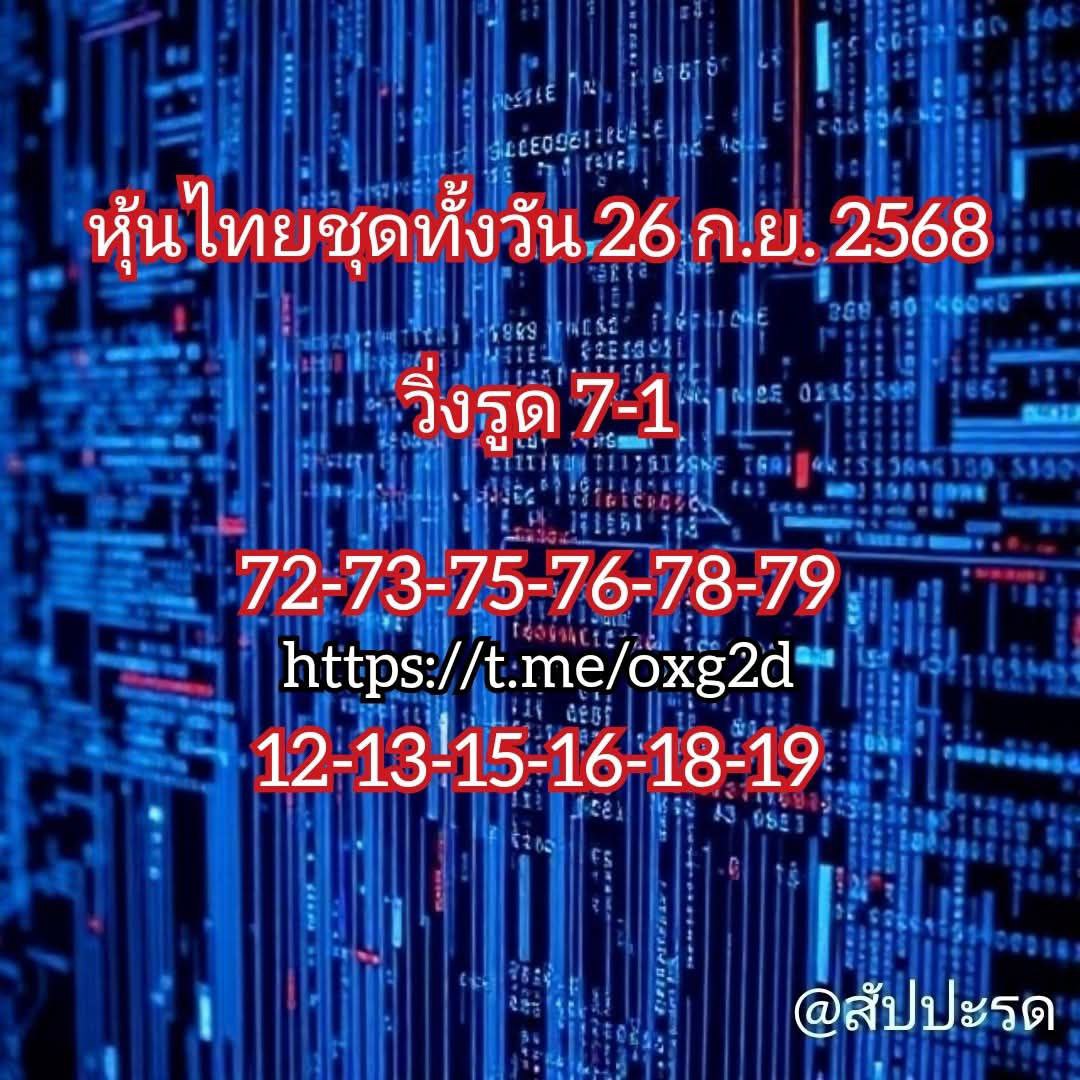 หุ้นไทยชุดทั้งวัน 26 ก.ย. 2568
วิ่งรูด 7-1
72-73-75-76-78-79
https://t.me/oxg2d
12-13-15-16-18-19
@สัปปะรด